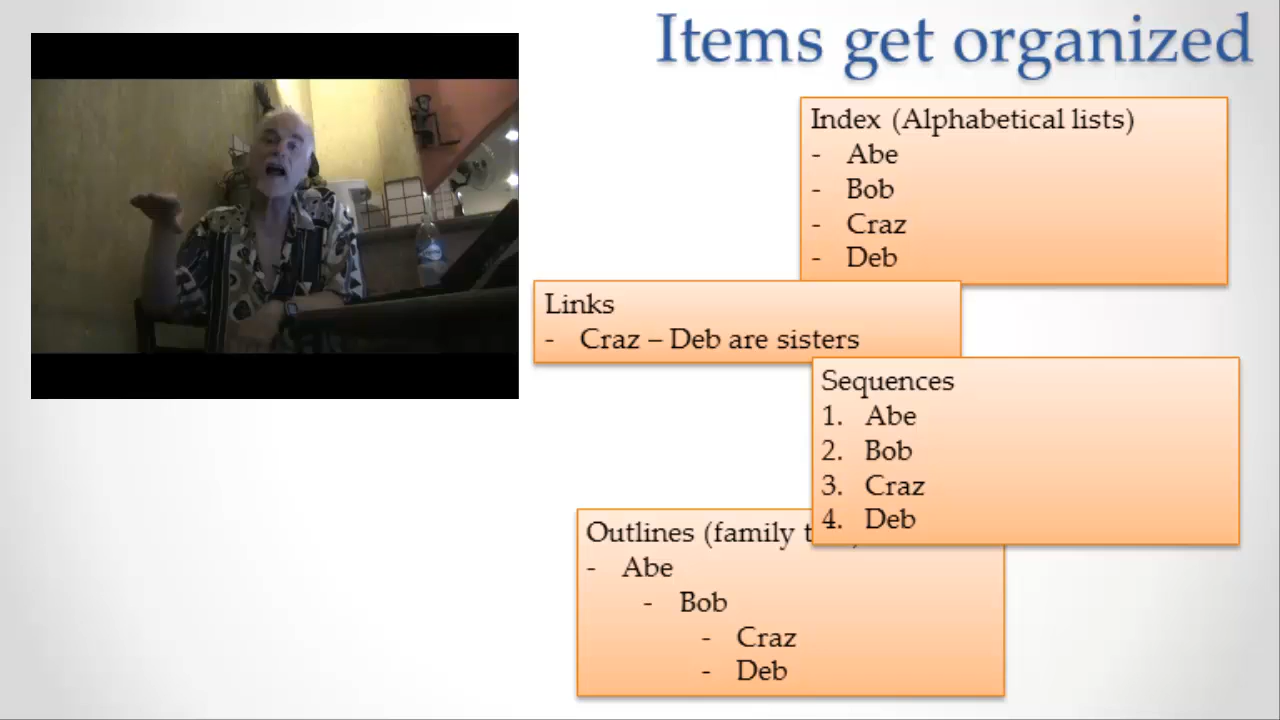 Items get organized
Index (Alphabetical lists)
- Abe
- Bob
- Craz
- Deb
Links
- Craz – Deb are sisters
Sequences
1. Abe
2. Bob
3. Craz
4. Deb
Outlines (family
- Abe
- Bob
- Craz
- Deb